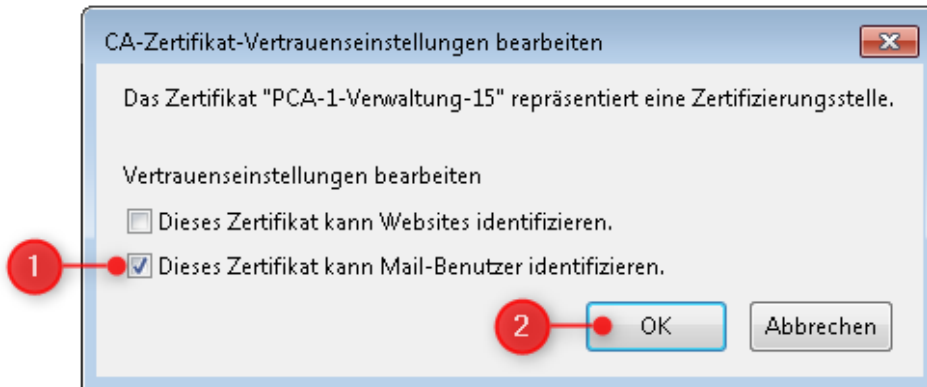 CA-Zertifikat-Vertrauenseinstellungen bearbeiten
Das Zertifikat "PCA-1-Verwaltung-15" repräsentiert eine Zertifizierungsstelle.
Vertrauenseinstellungen bearbeiten
Dieses Zertifikat kann Websites identifizieren.
1 Dieses Zertifikat kann Mail-Benutzer identifizieren.
2 OK Abbrechen